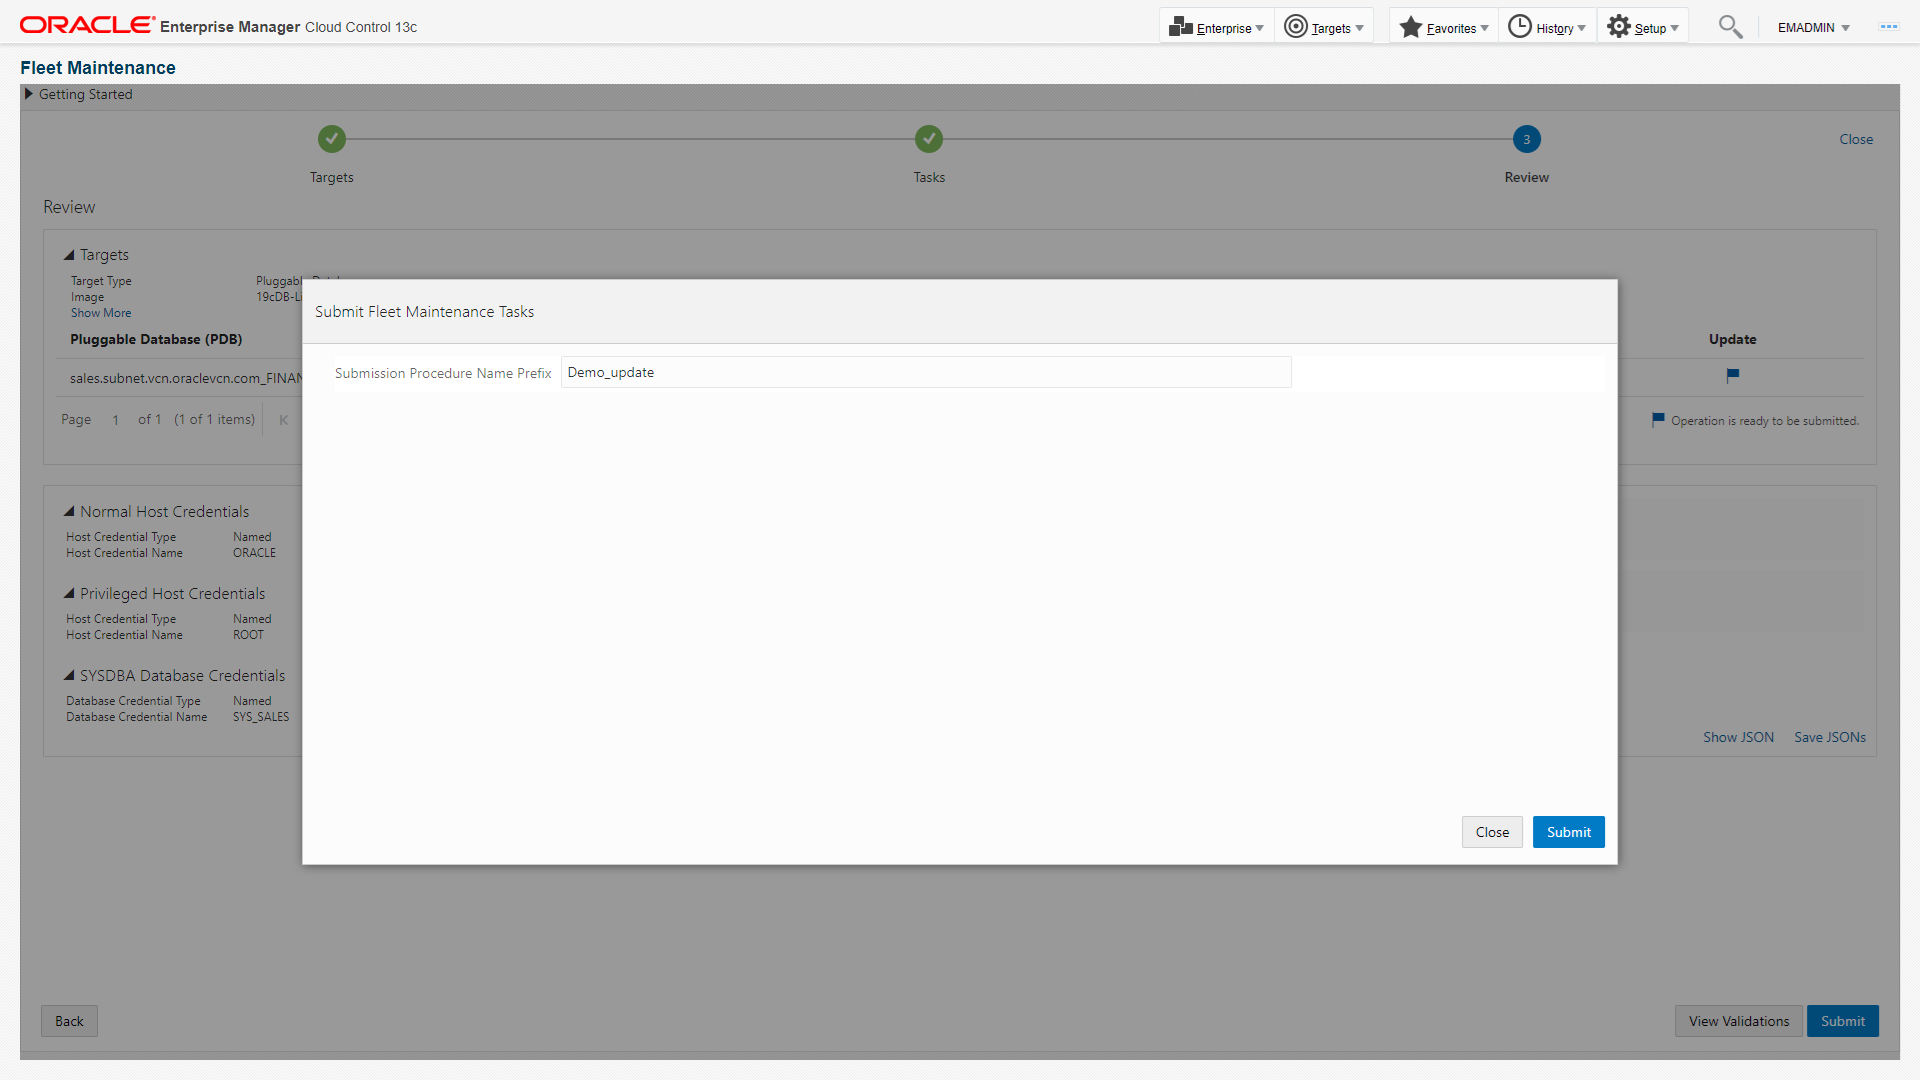 ORACLE Enterprise Manager Cloud Control 13c
Enterprise
Targets
Favorites
History
Setup
EMADMIN
Fleet Maintenance
Getting Started
3
Close
Targets
Tasks
Review
Review
Targets
Target Type
Image 19cDB-Li
Show More
Pluggable Database (PDB)
Update
sales.subnet.vcn.oraclevcn.com_FINAN
Page 1 of 1 (1 of 1 items)
Operation is ready to be submitted.
Submit Fleet Maintenance Tasks
Submission Procedure Name Prefix Demo_update
Normal Host Credentials
Host Credential Type Named
Host Credential Name ORACLE
Privileged Host Credentials
Host Credential Type Named
Host Credential Name ROOT
SYSDBA Database Credentials
Database Credential Type Named
Database Credential Name SYS_SALES
Show JSON Save JSONs
Close Submit
Back
View Validations Submit